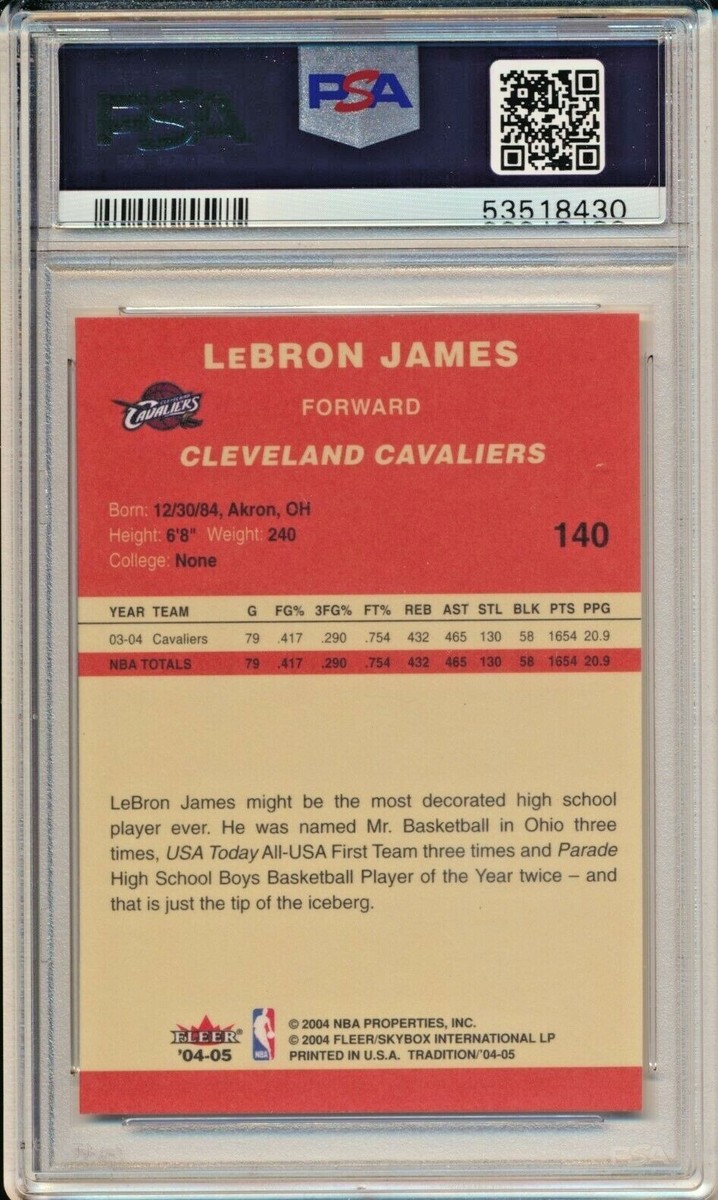 PSA
PSA
53518430
LEBRON JAMES
CAVALIERS
FORWARD
CLEVELAND CAVALIERS
Born: 12/30/84, Akron, OH
Height: 6'8" Weight: 240
College: None
140
YEAR TEAM G FG% 3FG% FT% REB AST STL BLK PTS PPG
03-04 Cavaliers 79 .417 .290 .754 432 465 130 58 1654 20.9
NBA TOTALS 79 .417 .290 .754 432 465 130 58 1654 20.9
LeBron James might be the most decorated high school
player ever. He was named Mr. Basketball in Ohio three
times, USA Today All-USA First Team three times and Parade
High School Boys Basketball Player of the Year twice – and
that is just the tip of the iceberg.
FLEER®
'04-05
NBA
© 2004 NBA PROPERTIES, INC.
© 2004 FLEER/SKYBOX INTERNATIONAL LP
PRINTED IN U.S.A. TRADITION/'04-05
PSA